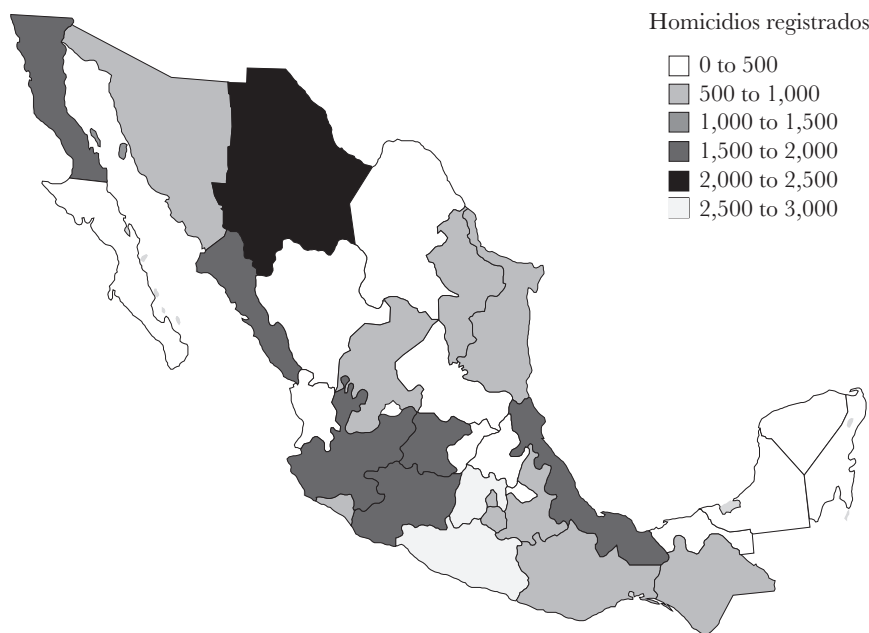 Homicidios registrados
0 to 500
500 to 1,000
1,000 to 1,500
1,500 to 2,000
2,000 to 2,500
2,500 to 3,000